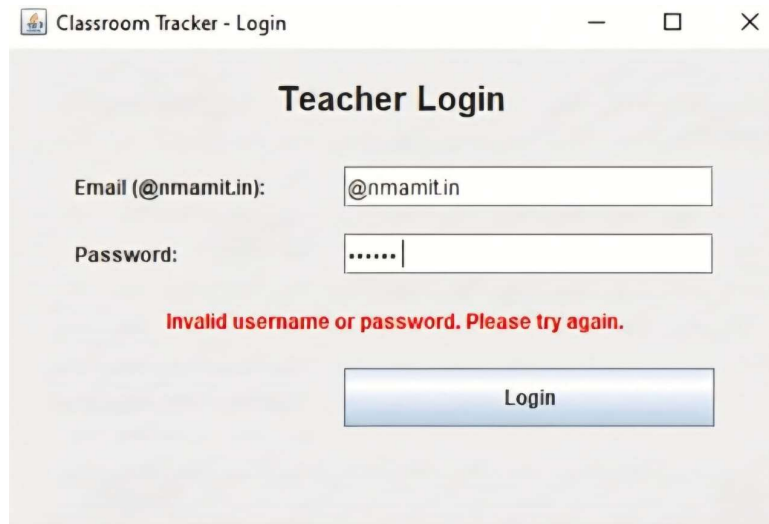 Classroom Tracker - Login
Teacher Login
Email (@nmamit.in): @nmamit.in
Password: ••••••
Invalid username or password. Please try again.
Login